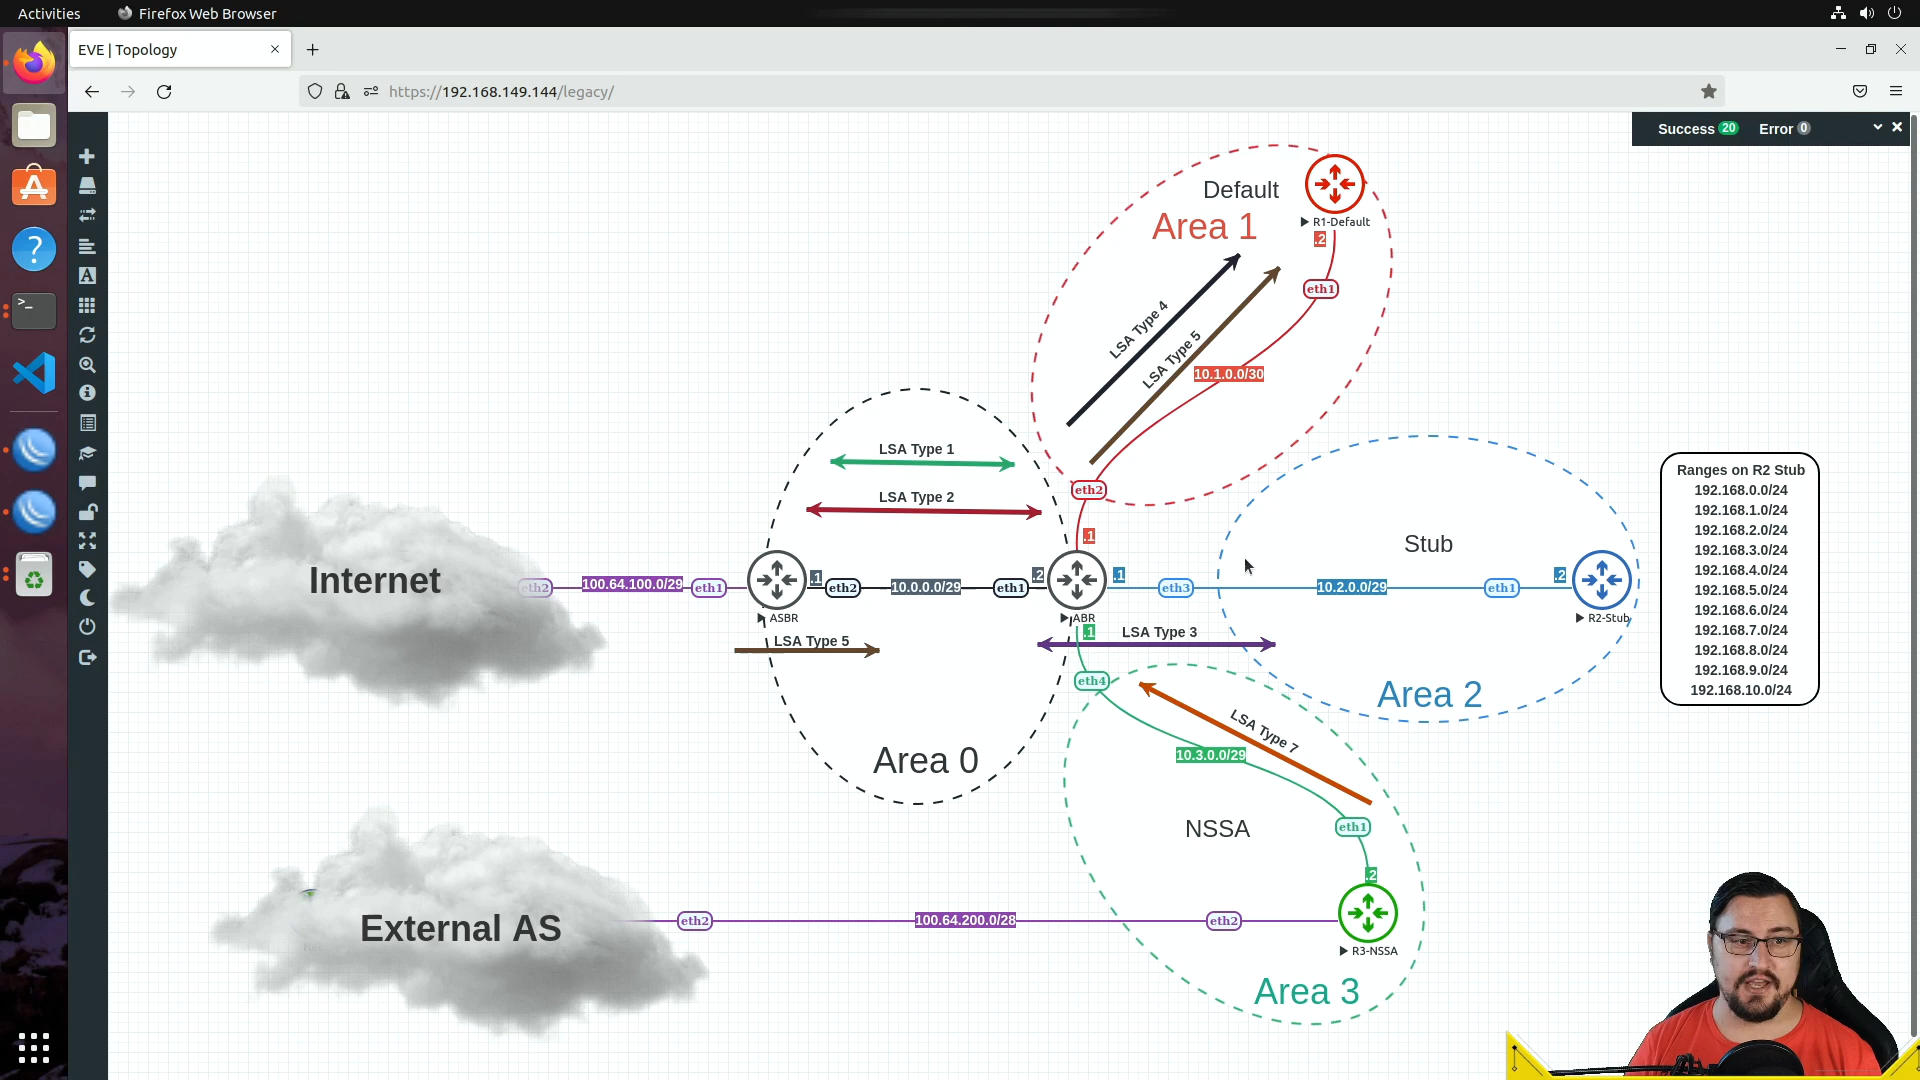 Activities
Firefox Web Browser
EVE | Topology
https://192.168.149.144/legacy/
Success 20
Error 0
Default
Area 1
R1-Default
.2
eth1
LSA Type 4
LSA Type 5
10.1.0.0/30
eth2
.1
LSA Type 1
LSA Type 2
Internet
eth2
100.64.100.0/29
eth1
ASBR
.1
eth2
10.0.0.0/29
eth1
.2
ABR
.1
eth3
10.2.0.0/29
eth1
.2
R2-Stub
Stub
Area 2
LSA Type 5
.1
LSA Type 3
eth4
Area 0
LSA Type 7
10.3.0.0/29
NSSA
eth1
.2
External AS
eth2
100.64.200.0/28
eth2
R3-NSSA
Area 3
Ranges on R2 Stub
192.168.0.0/24
192.168.1.0/24
192.168.2.0/24
192.168.3.0/24
192.168.4.0/24
192.168.5.0/24
192.168.6.0/24
192.168.7.0/24
192.168.8.0/24
192.168.9.0/24
192.168.10.0/24